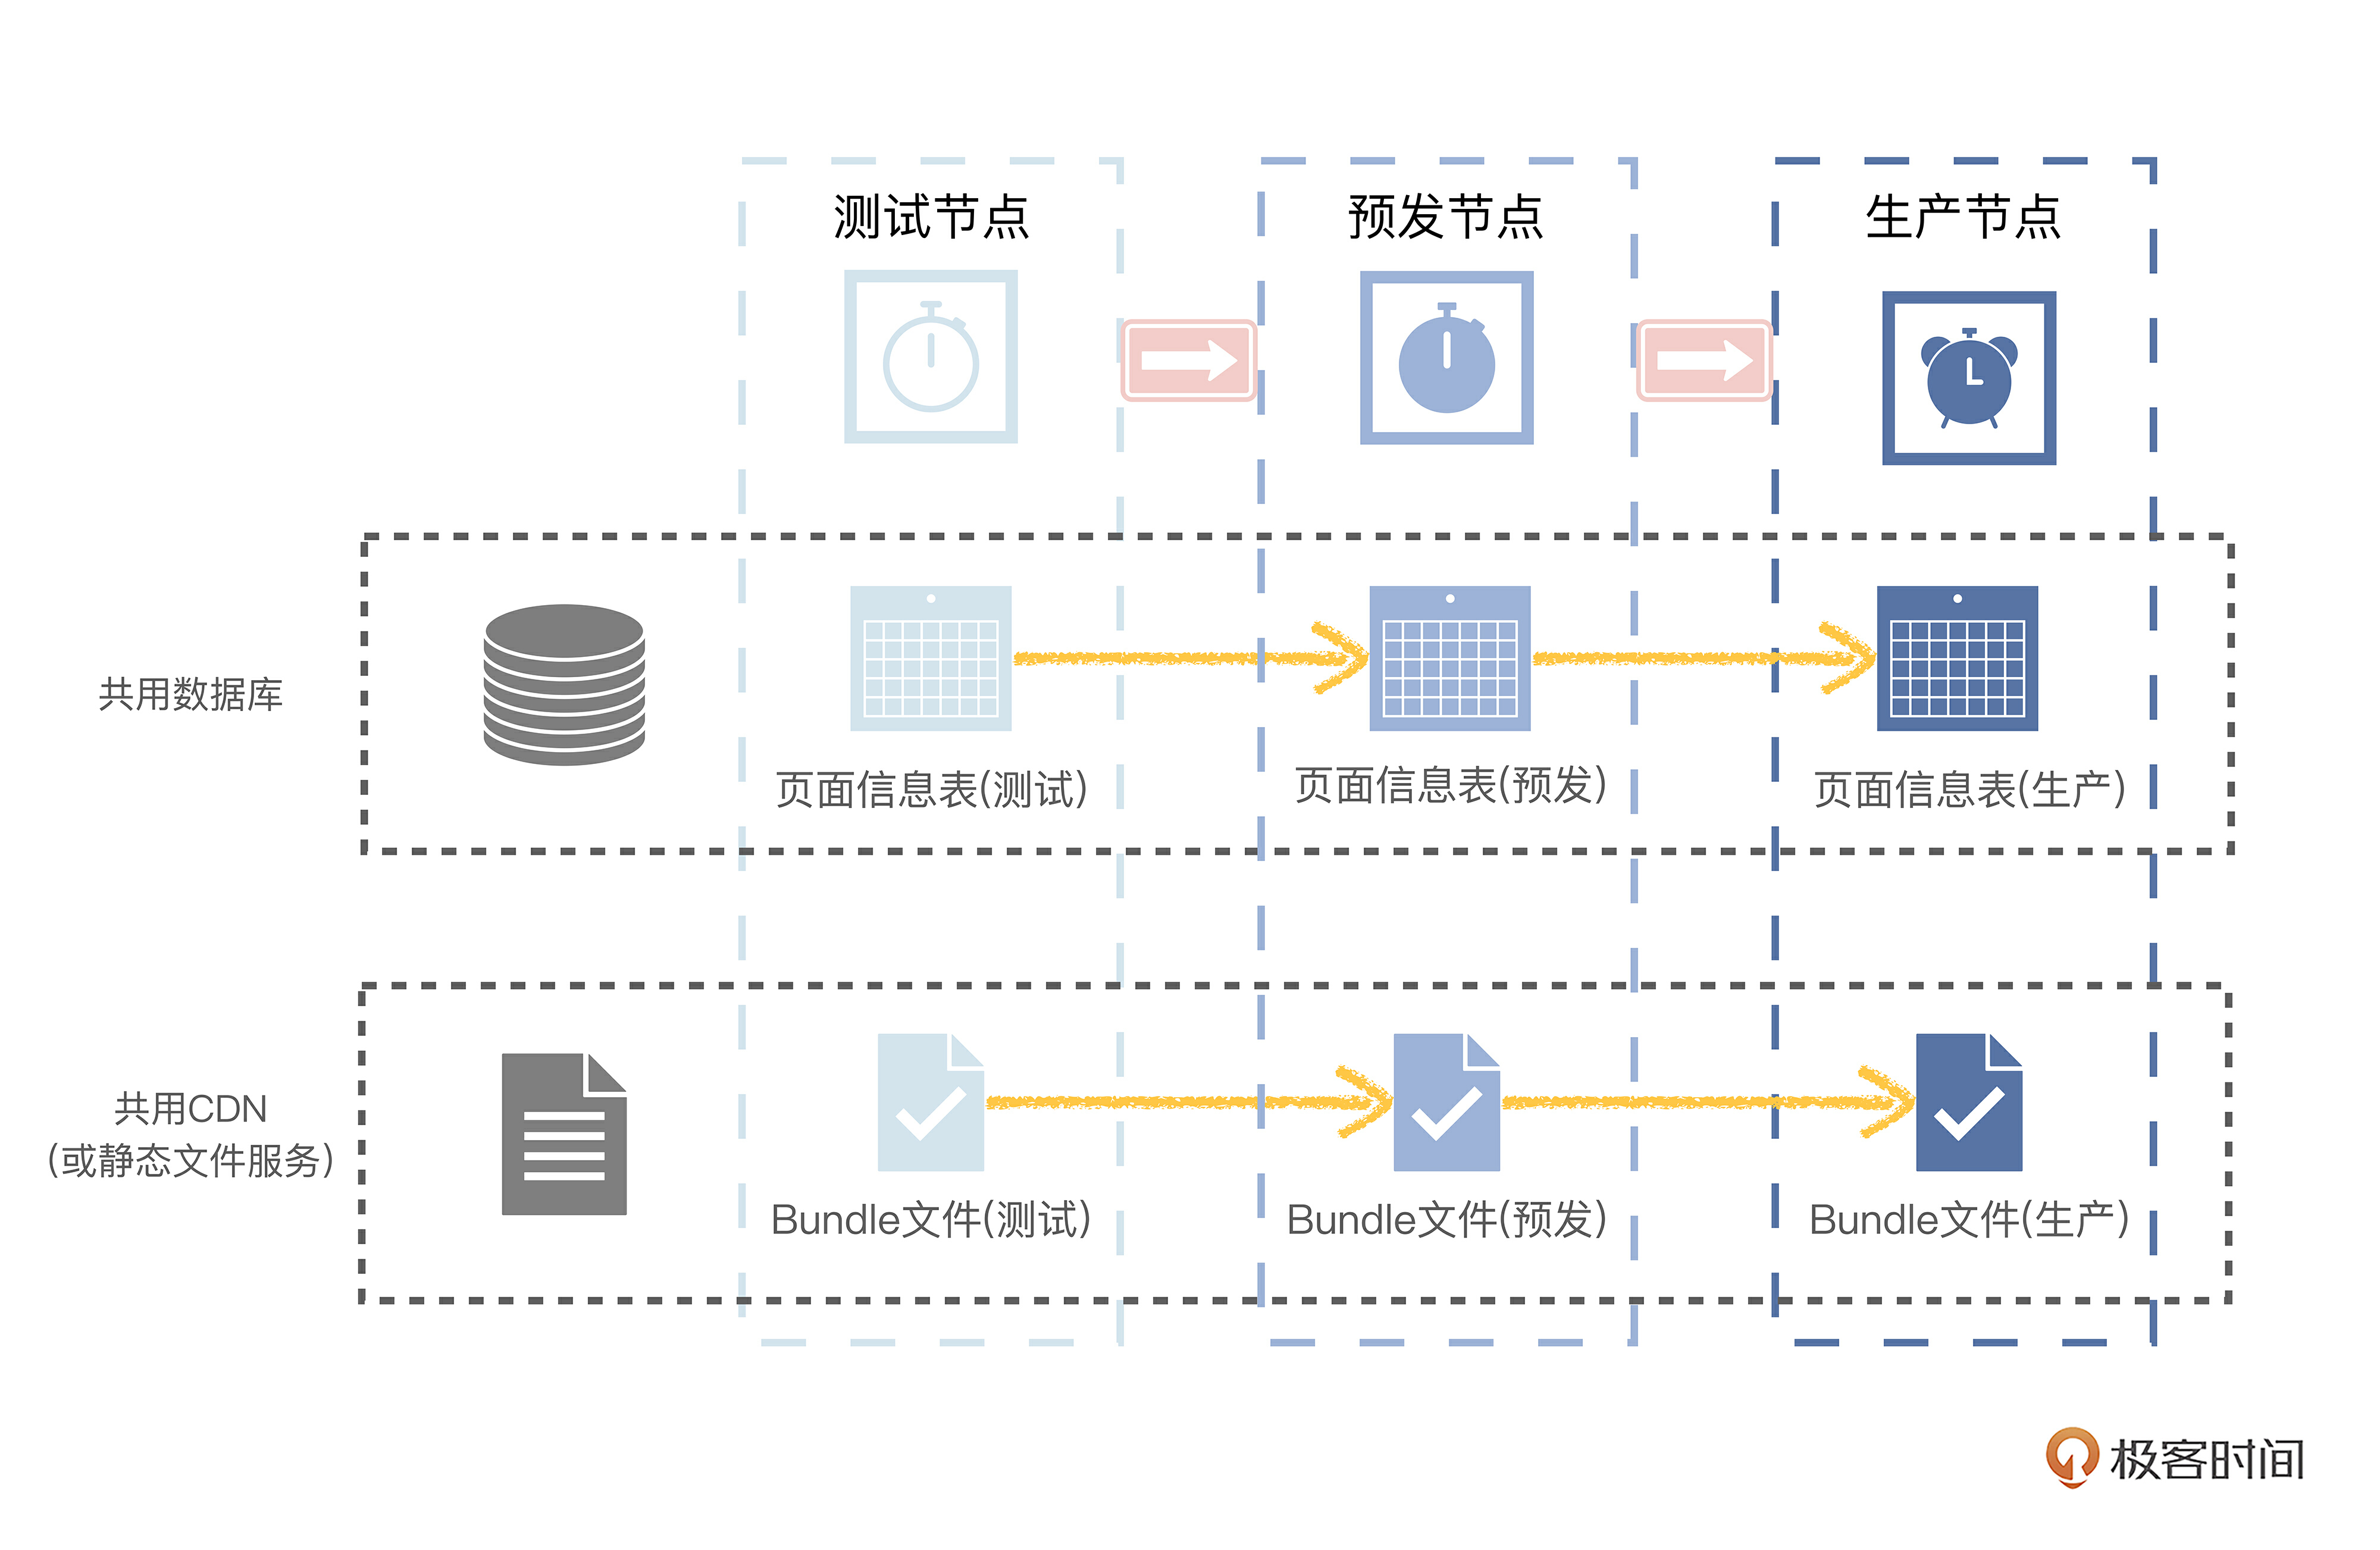 测试节点
预发节点
生产节点
共用数据库
页面信息表(测试)
页面信息表(预发)
页面信息表(生产)
共用CDN
(或静态文件服务)
Bundle文件(测试)
Bundle文件(预发)
Bundle文件(生产)
极客时间